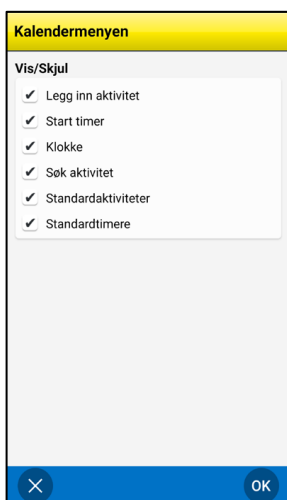 Kalendermenyen
Vis/Skjul
Legg inn aktivitet
Start timer
Klokke
Søk aktivitet
Standardaktiviteter
Standardtimere
OK